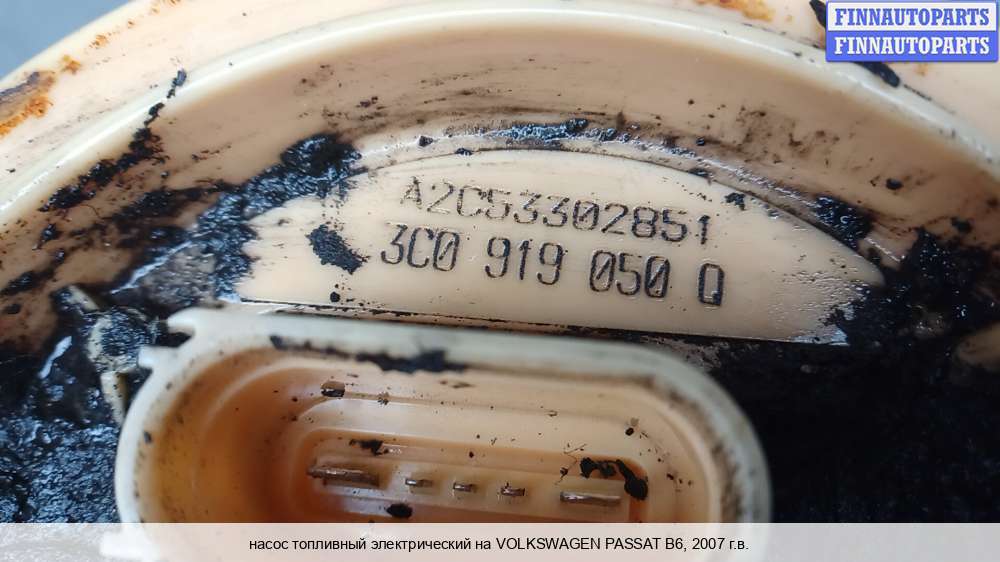 FINNAUTOPARTS
FINNAUTOPARTS
A2C53302851
3C0 919 050 Q
насос топливный электрический на VOLKSWAGEN PASSAT B6, 2007 г.в.